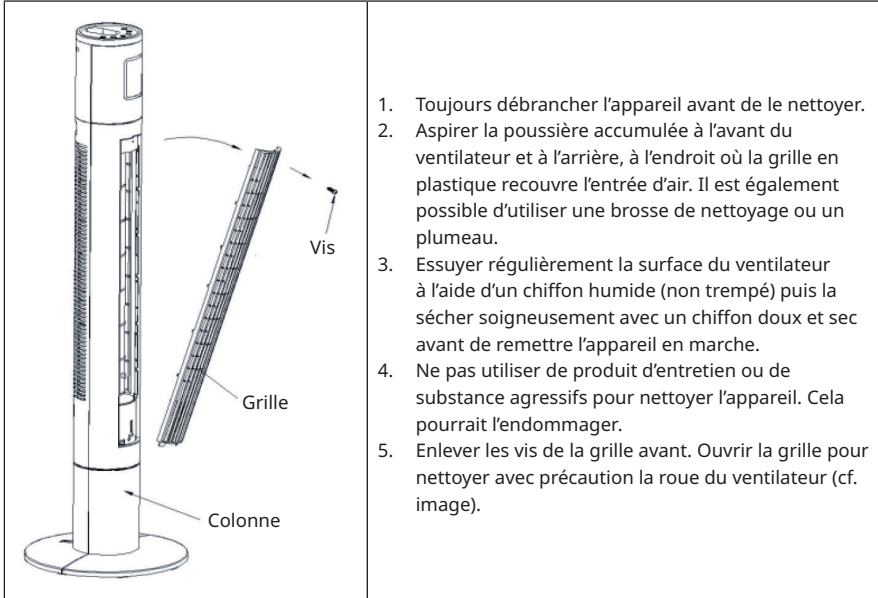 Vis
Grille
Colonne
1. Toujours débrancher l’appareil avant de le nettoyer.
2. Aspirer la poussière accumulée à l’avant du
ventilateur et à l’arrière, à l’endroit où la grille en
plastique recouvre l’entrée d’air. Il est également
possible d’utiliser une brosse de nettoyage ou un
plumeau.
3. Essuyer régulièrement la surface du ventilateur
à l’aide d’un chiffon humide (non trempé) puis la
sécher soigneusement avec un chiffon doux et sec
avant de remettre l’appareil en marche.
4. Ne pas utiliser de produit d’entretien ou de
substance agressifs pour nettoyer l’appareil. Cela
pourrait l’endommager.
5. Enlever les vis de la grille avant. Ouvrir la grille pour
nettoyer avec précaution la roue du ventilateur (cf.
image).